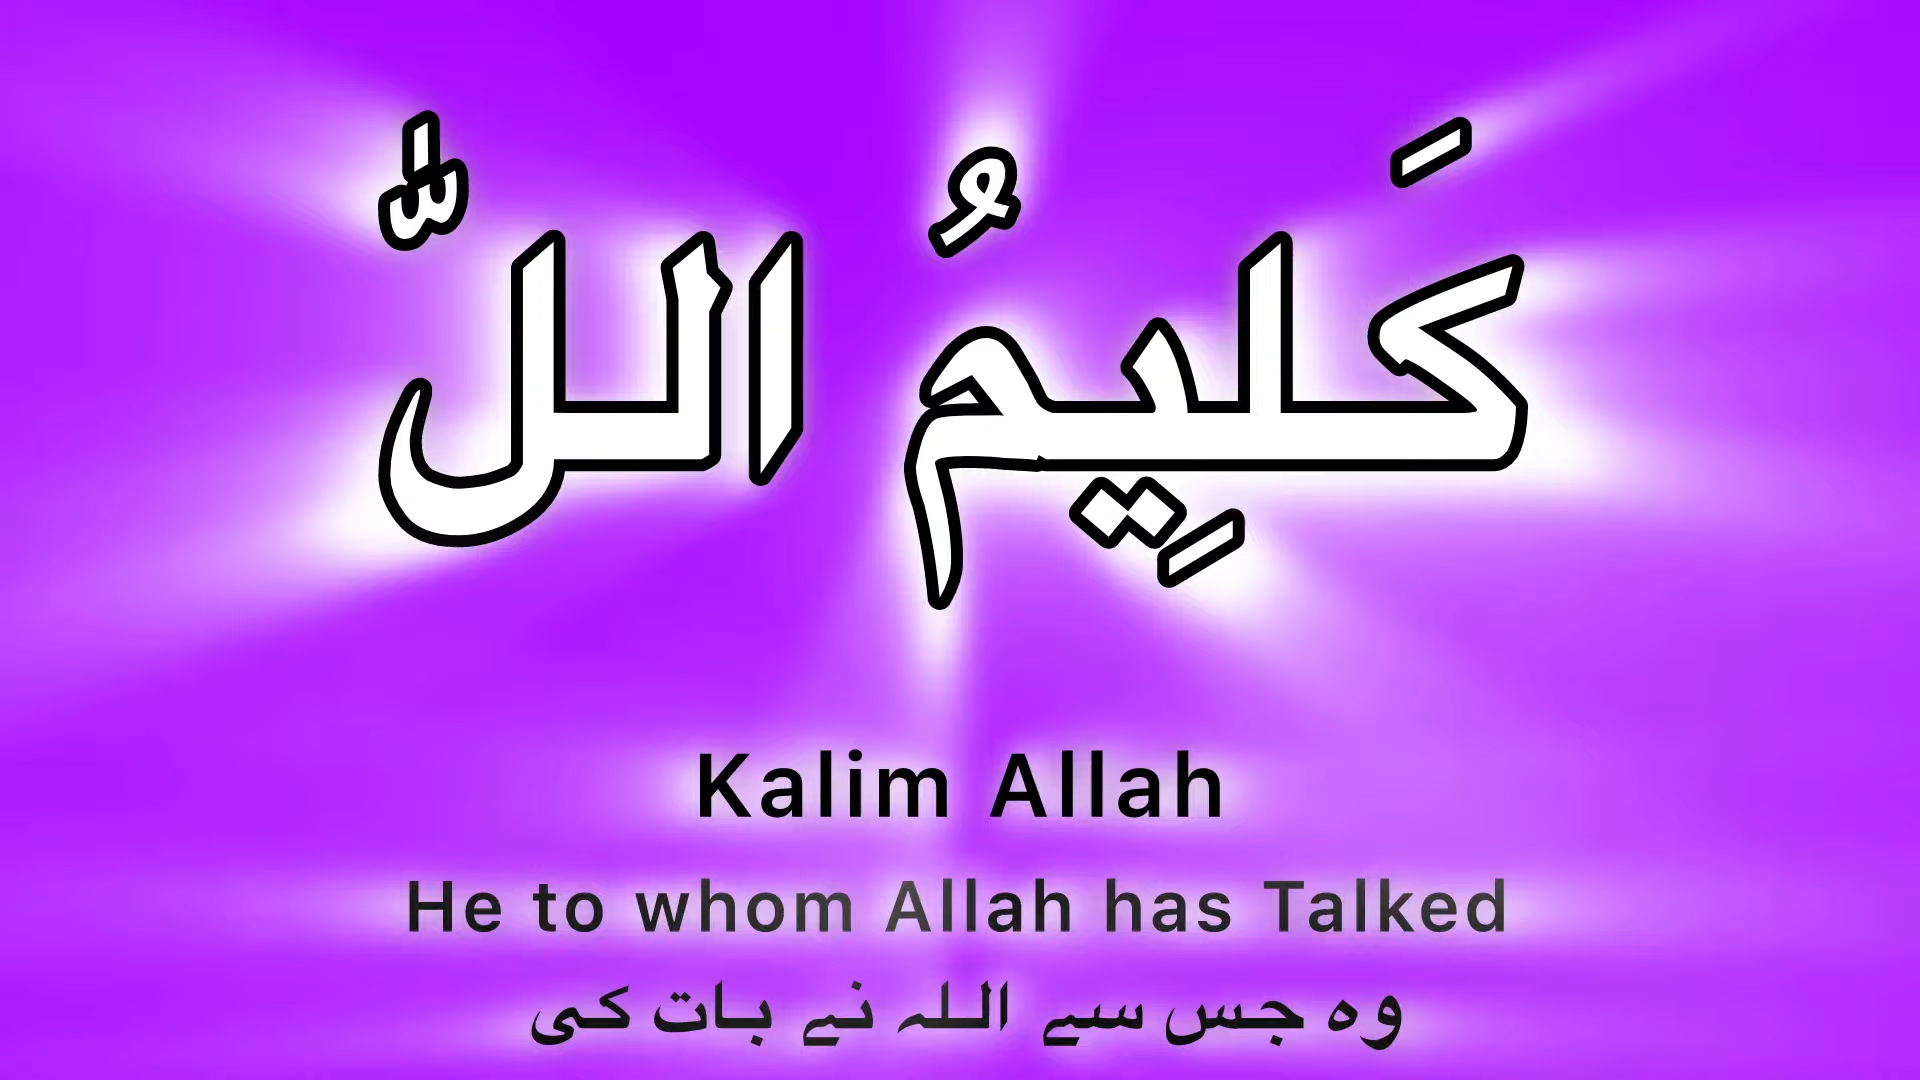 كَلِيمُ اللّٰ
Kalim Allah
He to whom Allah has Talked
وہ جس سے اللہ نے بات کی